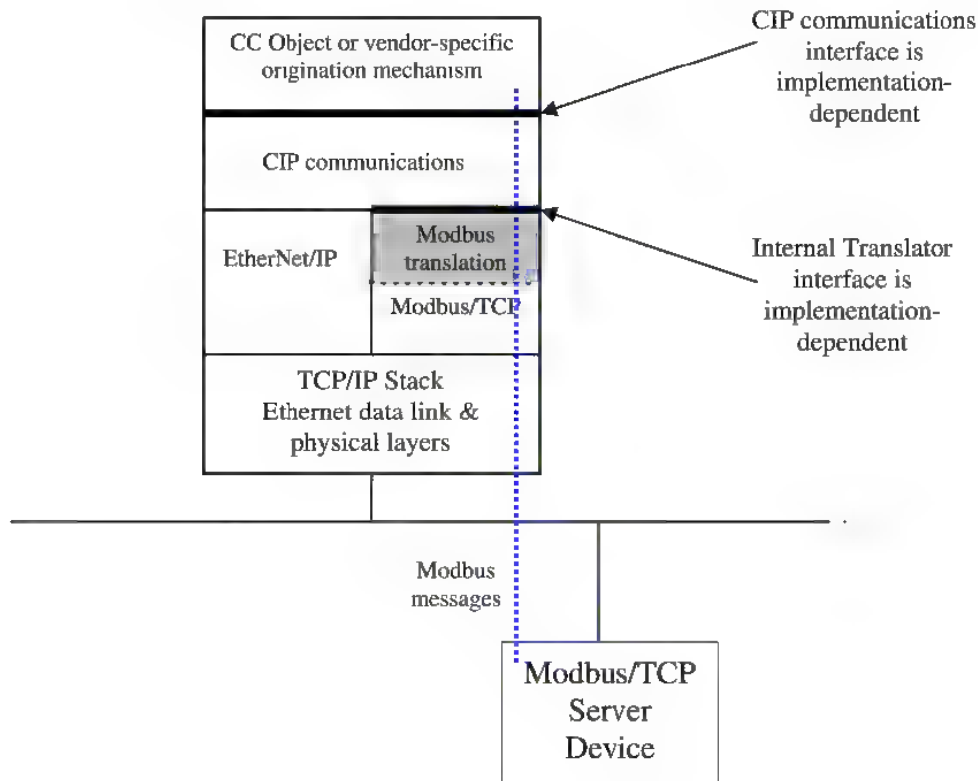 CC Object or vendor-specific
origination mechanism
CIP communications
interface is
implementation-
dependent
CIP communications
EtherNet/IP
Modbus
translation
Modbus/TCP
Internal Translator
interface is
implementation-
dependent
TCP/IP Stack
Ethernet data link &
physical layers
Modbus
messages
Modbus/TCP
Server
Device